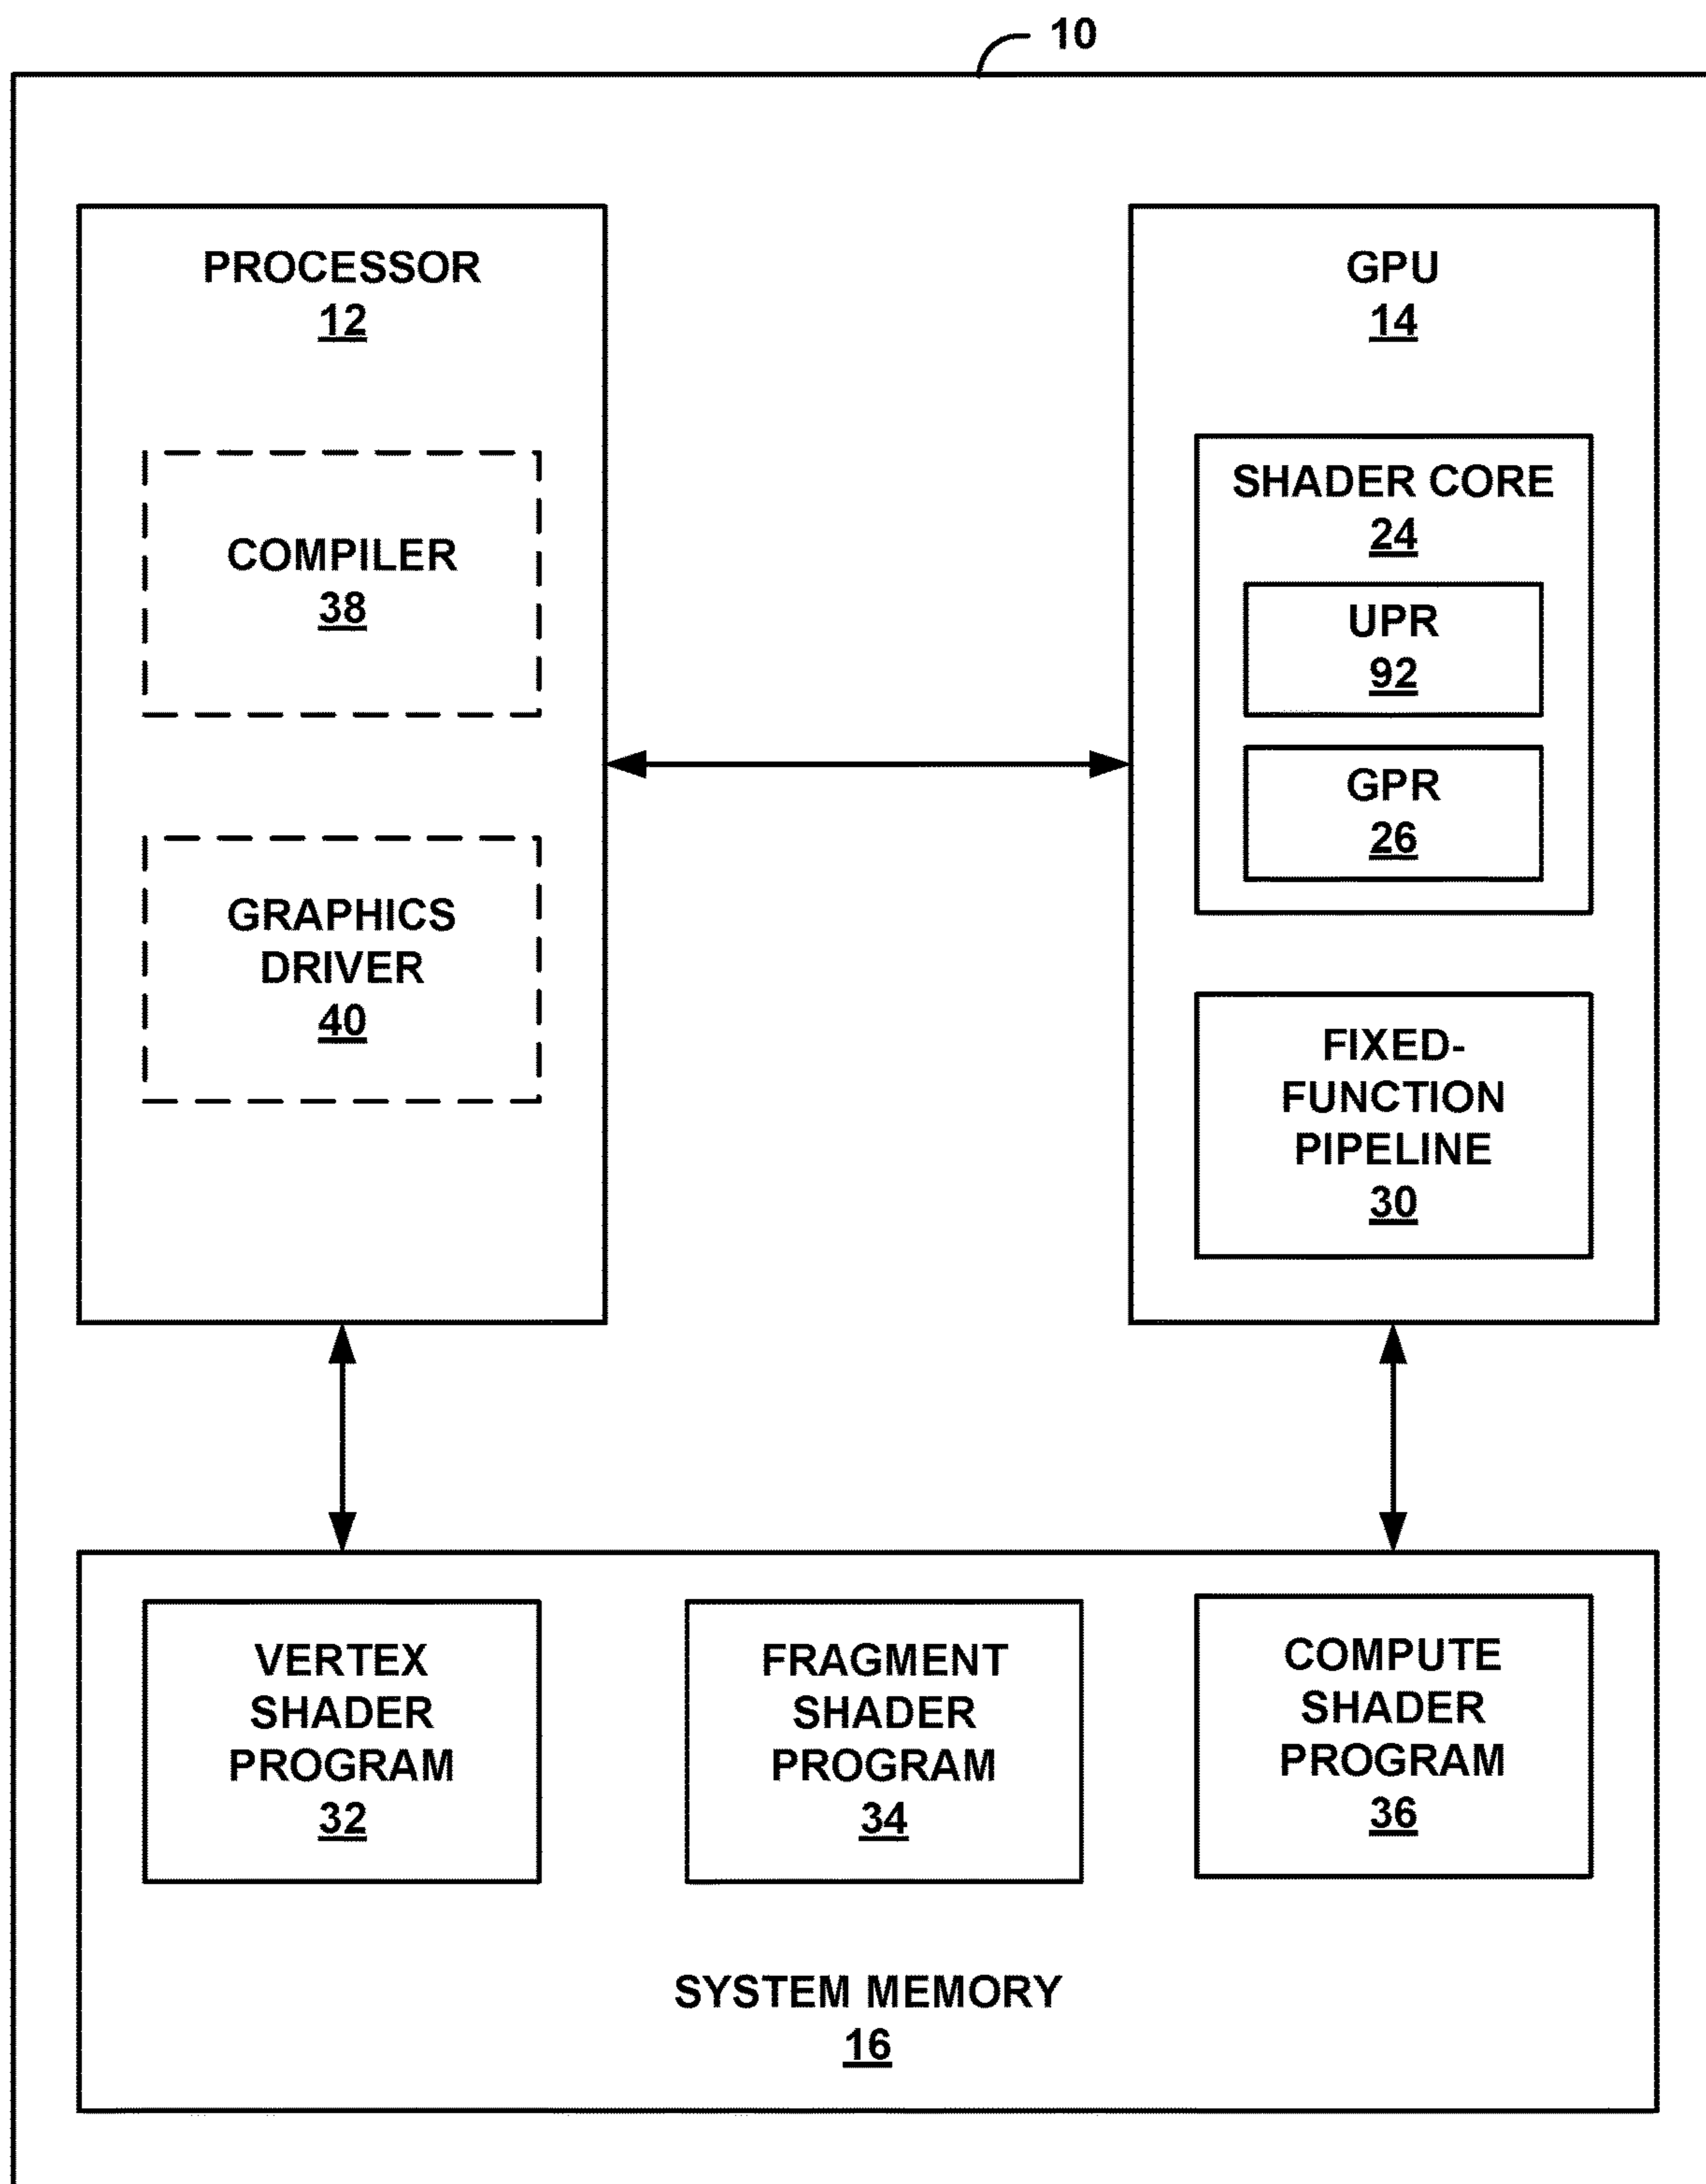 10
PROCESSOR
12
COMPILER
38
GRAPHICS
DRIVER
40
GPU
14
SHADER CORE
24
UPR
92
GPR
26
FIXED-
FUNCTION
PIPELINE
30
VERTEX
SHADER
PROGRAM
32
FRAGMENT
SHADER
PROGRAM
34
COMPUTE
SHADER
PROGRAM
36
SYSTEM MEMORY
16